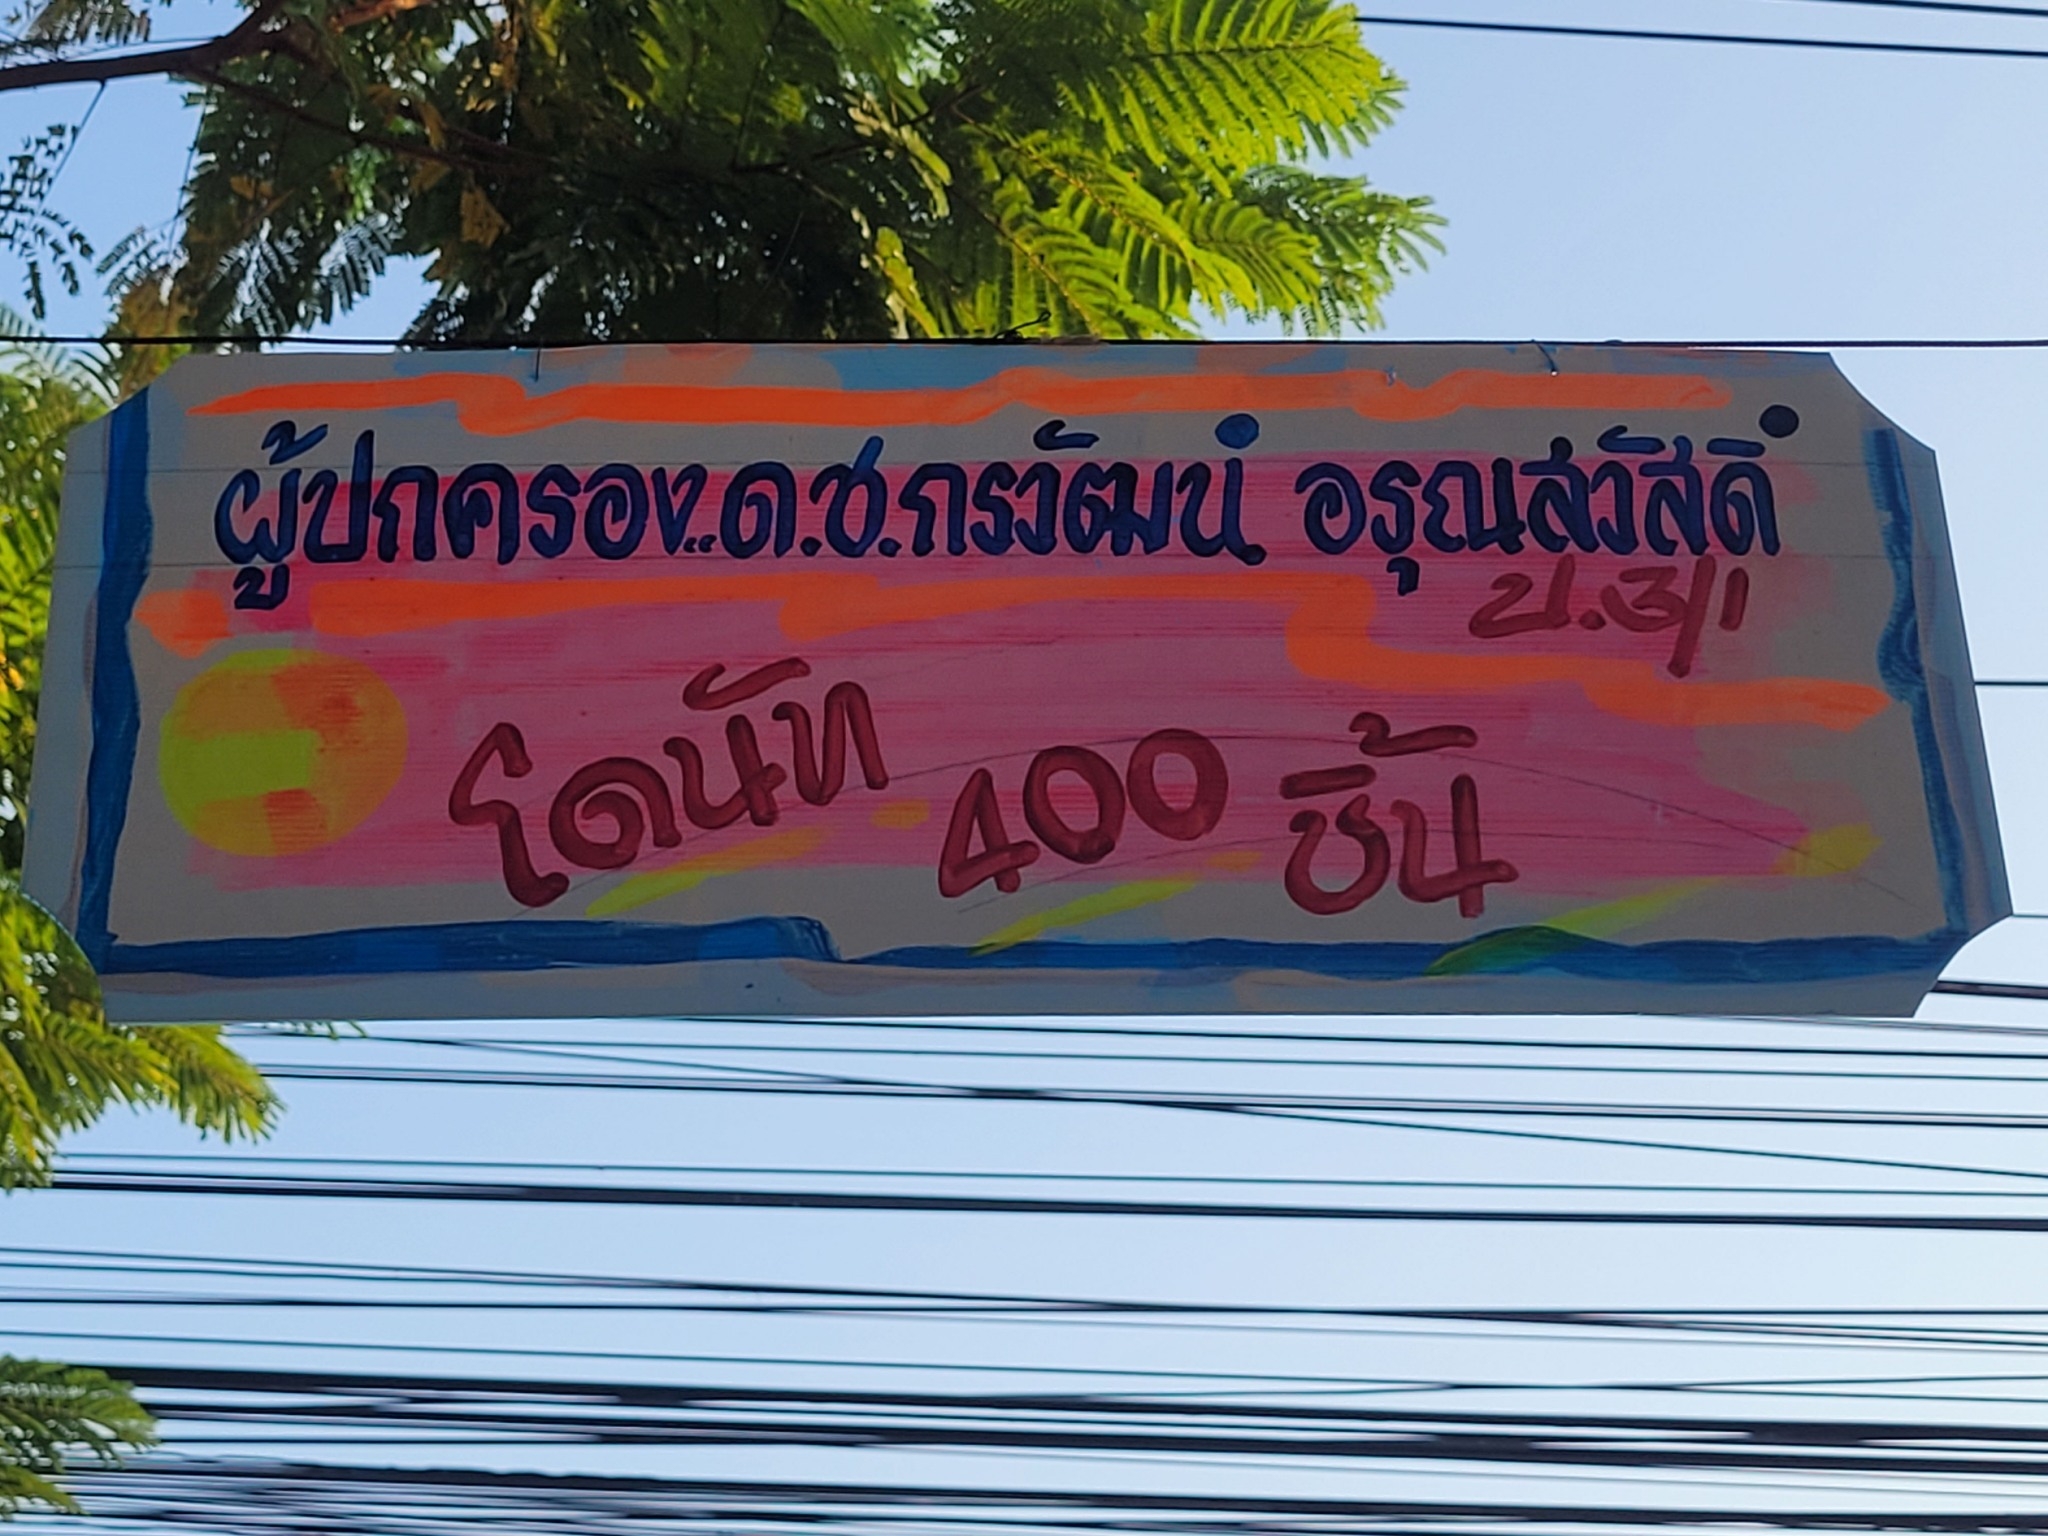 ผู้ปกครอง..ด.ช.กรวัฒน์ อรุณสวัสดิ์
ป.3/1
โดนัท 400 ชิ้น